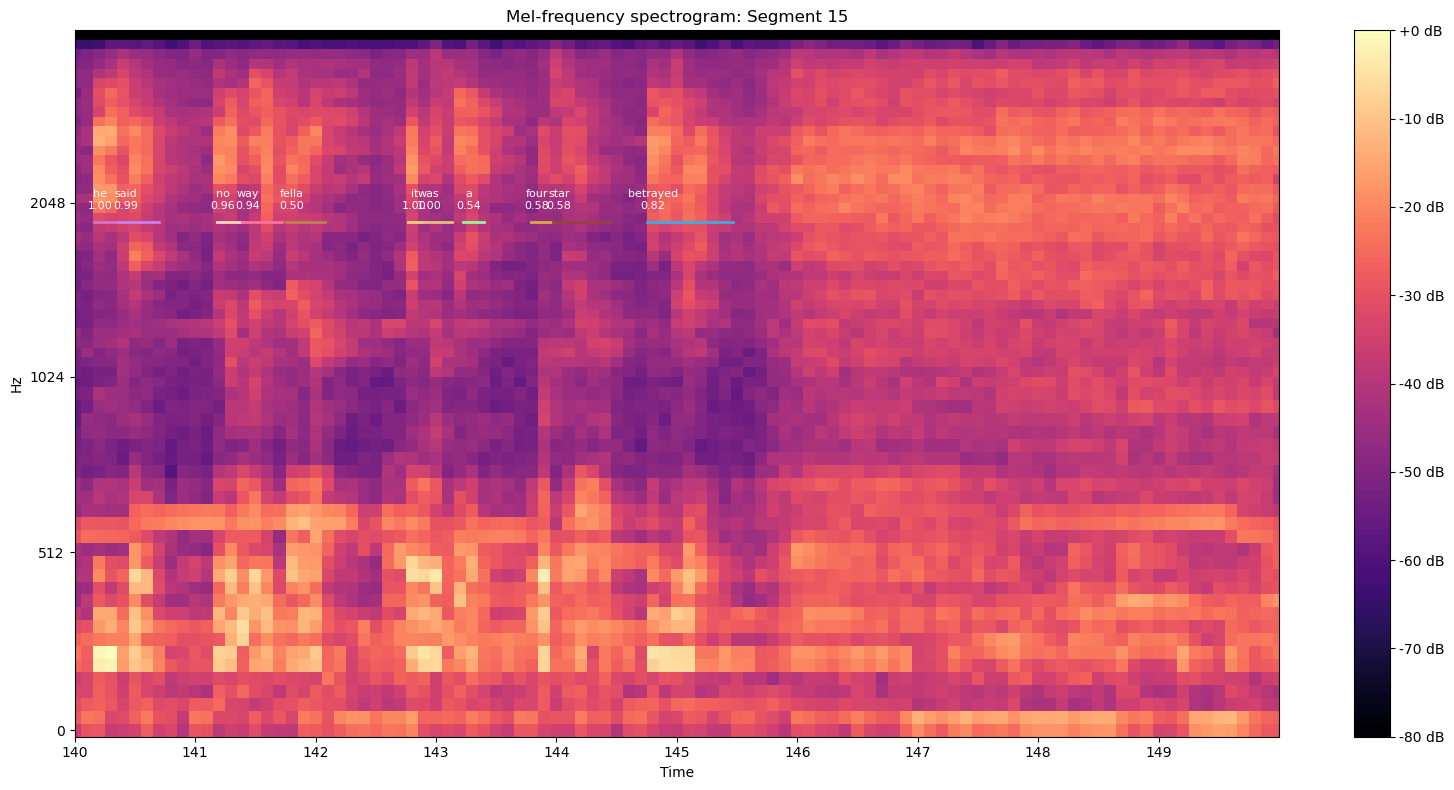 Mel-frequency spectrogram: Segment 15
+0 dB
-10 dB
-20 dB
-30 dB
-40 dB
-50 dB
-60 dB
-70 dB
-80 dB
Hz
2048
1024
512
0
he said no way fella it was a four star betrayed
1.00 0.99 0.96 0.94 0.50 1.00 1.00 0.54 0.58 0.58 0.82
140 141 142 143 144 145 146 147 148 149
Time